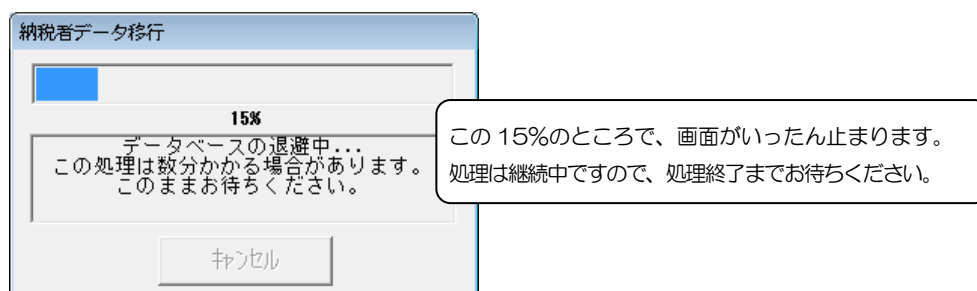 納税者データ移行
15%
データベースの退避中...
この処理は数分かかる場合があります。
このままお待ちください。
キャンセル
この 15%のところで、画面がいったん止まります。
処理は継続中ですので、処理終了までお待ちください。